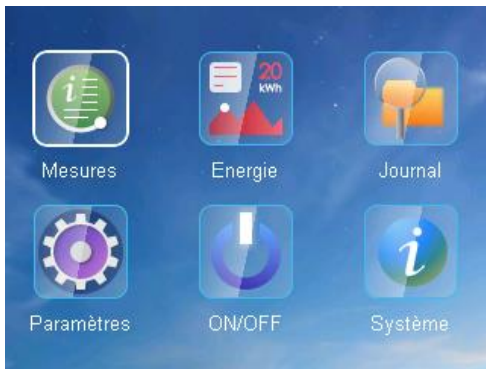 20
kWh
Mesures
Energie
Journal
Paramètres
ON/OFF
Système